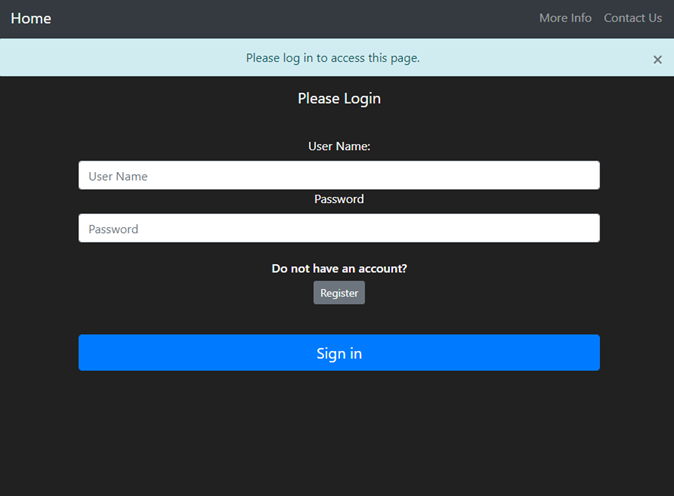 Home More Info Contact Us
Please log in to access this page. ×
Please Login
User Name:
User Name
Password
Password
Do not have an account?
Register
Sign in